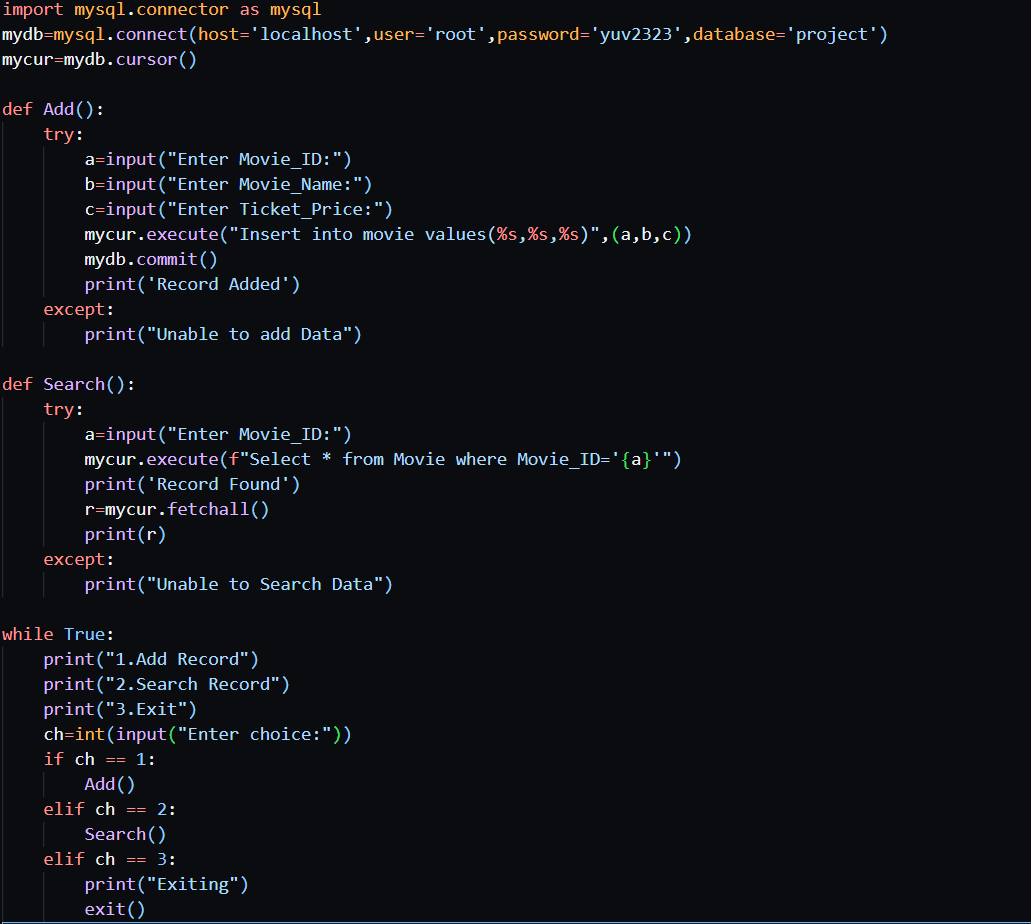 import mysql.connector as mysql
mydb=mysql.connect(host='localhost',user='root',password='yuv2323',database='project')
mycur=mydb.cursor()

def Add():
    try:
        a=input("Enter Movie_ID:")
        b=input("Enter Movie_Name:")
        c=input("Enter Ticket_Price:")
        mycur.execute("Insert into movie values(%s,%s,%s)",(a,b,c))
        mydb.commit()
        print('Record Added')
    except:
        print("Unable to add Data")

def Search():
    try:
        a=input("Enter Movie_ID:")
        mycur.execute(f"Select * from Movie where Movie_ID='{a}'")
        print('Record Found')
        r=mycur.fetchall()
        print(r)
    except:
        print("Unable to Search Data")

while True:
    print("1.Add Record")
    print("2.Search Record")
    print("3.Exit")
    ch=int(input("Enter choice:"))
    if ch == 1:
        Add()
    elif ch == 2:
        Search()
    elif ch == 3:
        print("Exiting")
        exit()